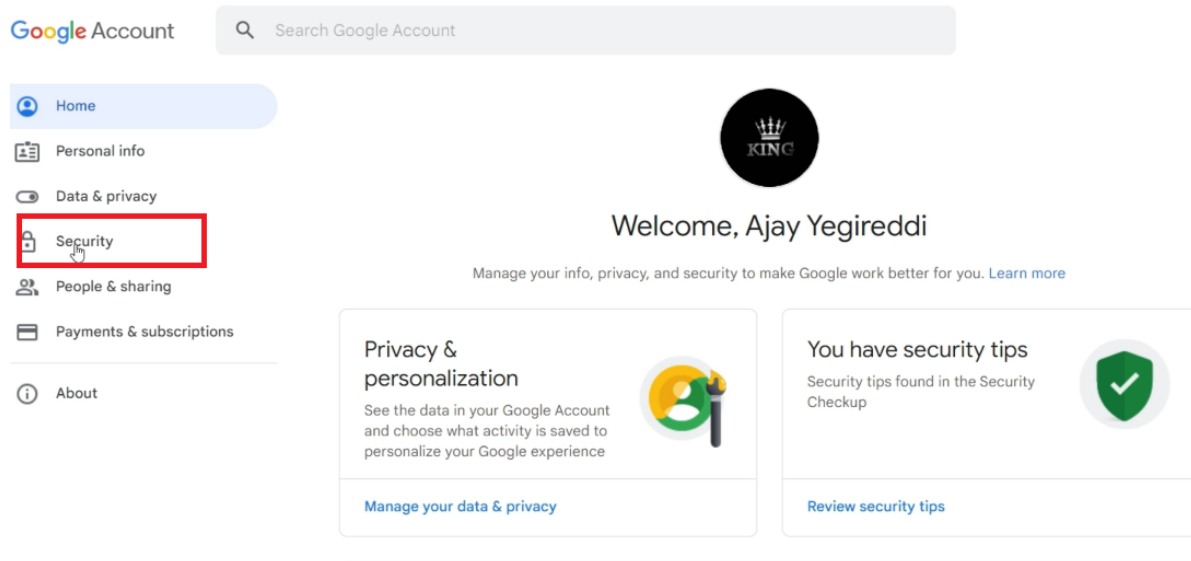 Google Account
Search Google Account
Home
Personal info
Data & privacy
Security
People & sharing
Payments & subscriptions
About
KING
Welcome, Ajay Yegireddi
Manage your info, privacy, and security to make Google work better for you. Learn more
Privacy &
personalization
See the data in your Google Account
and choose what activity is saved to
personalize your Google experience
Manage your data & privacy
You have security tips
Security tips found in the Security
Checkup
Review security tips